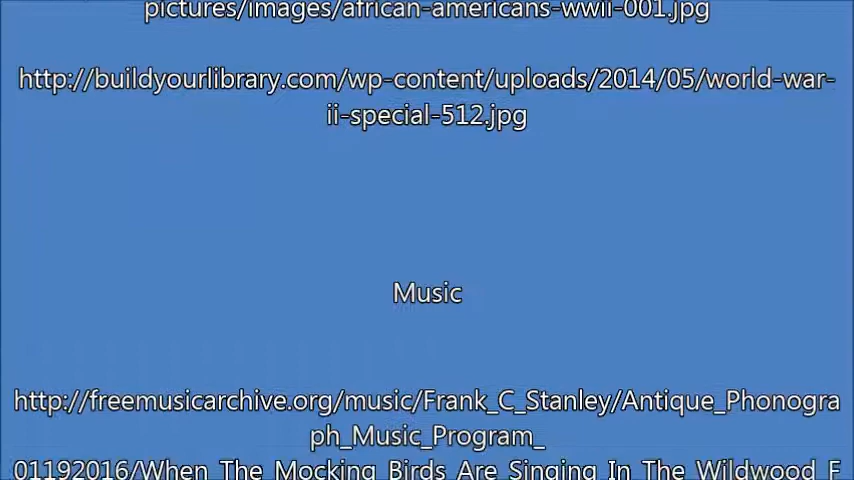 pictures/images/african-americans-wwii-001.jpg
http://buildyourlibrary.com/wp-content/uploads/2014/05/world-war-
ii-special-512.jpg
Music
http://freemusicarchive.org/music/Frank_C_Stanley/Antique_Phonogra
ph_Music_Program_
01192016/When_The_Mocking_Birds_Are_Singing_In_The_Wildwood_F